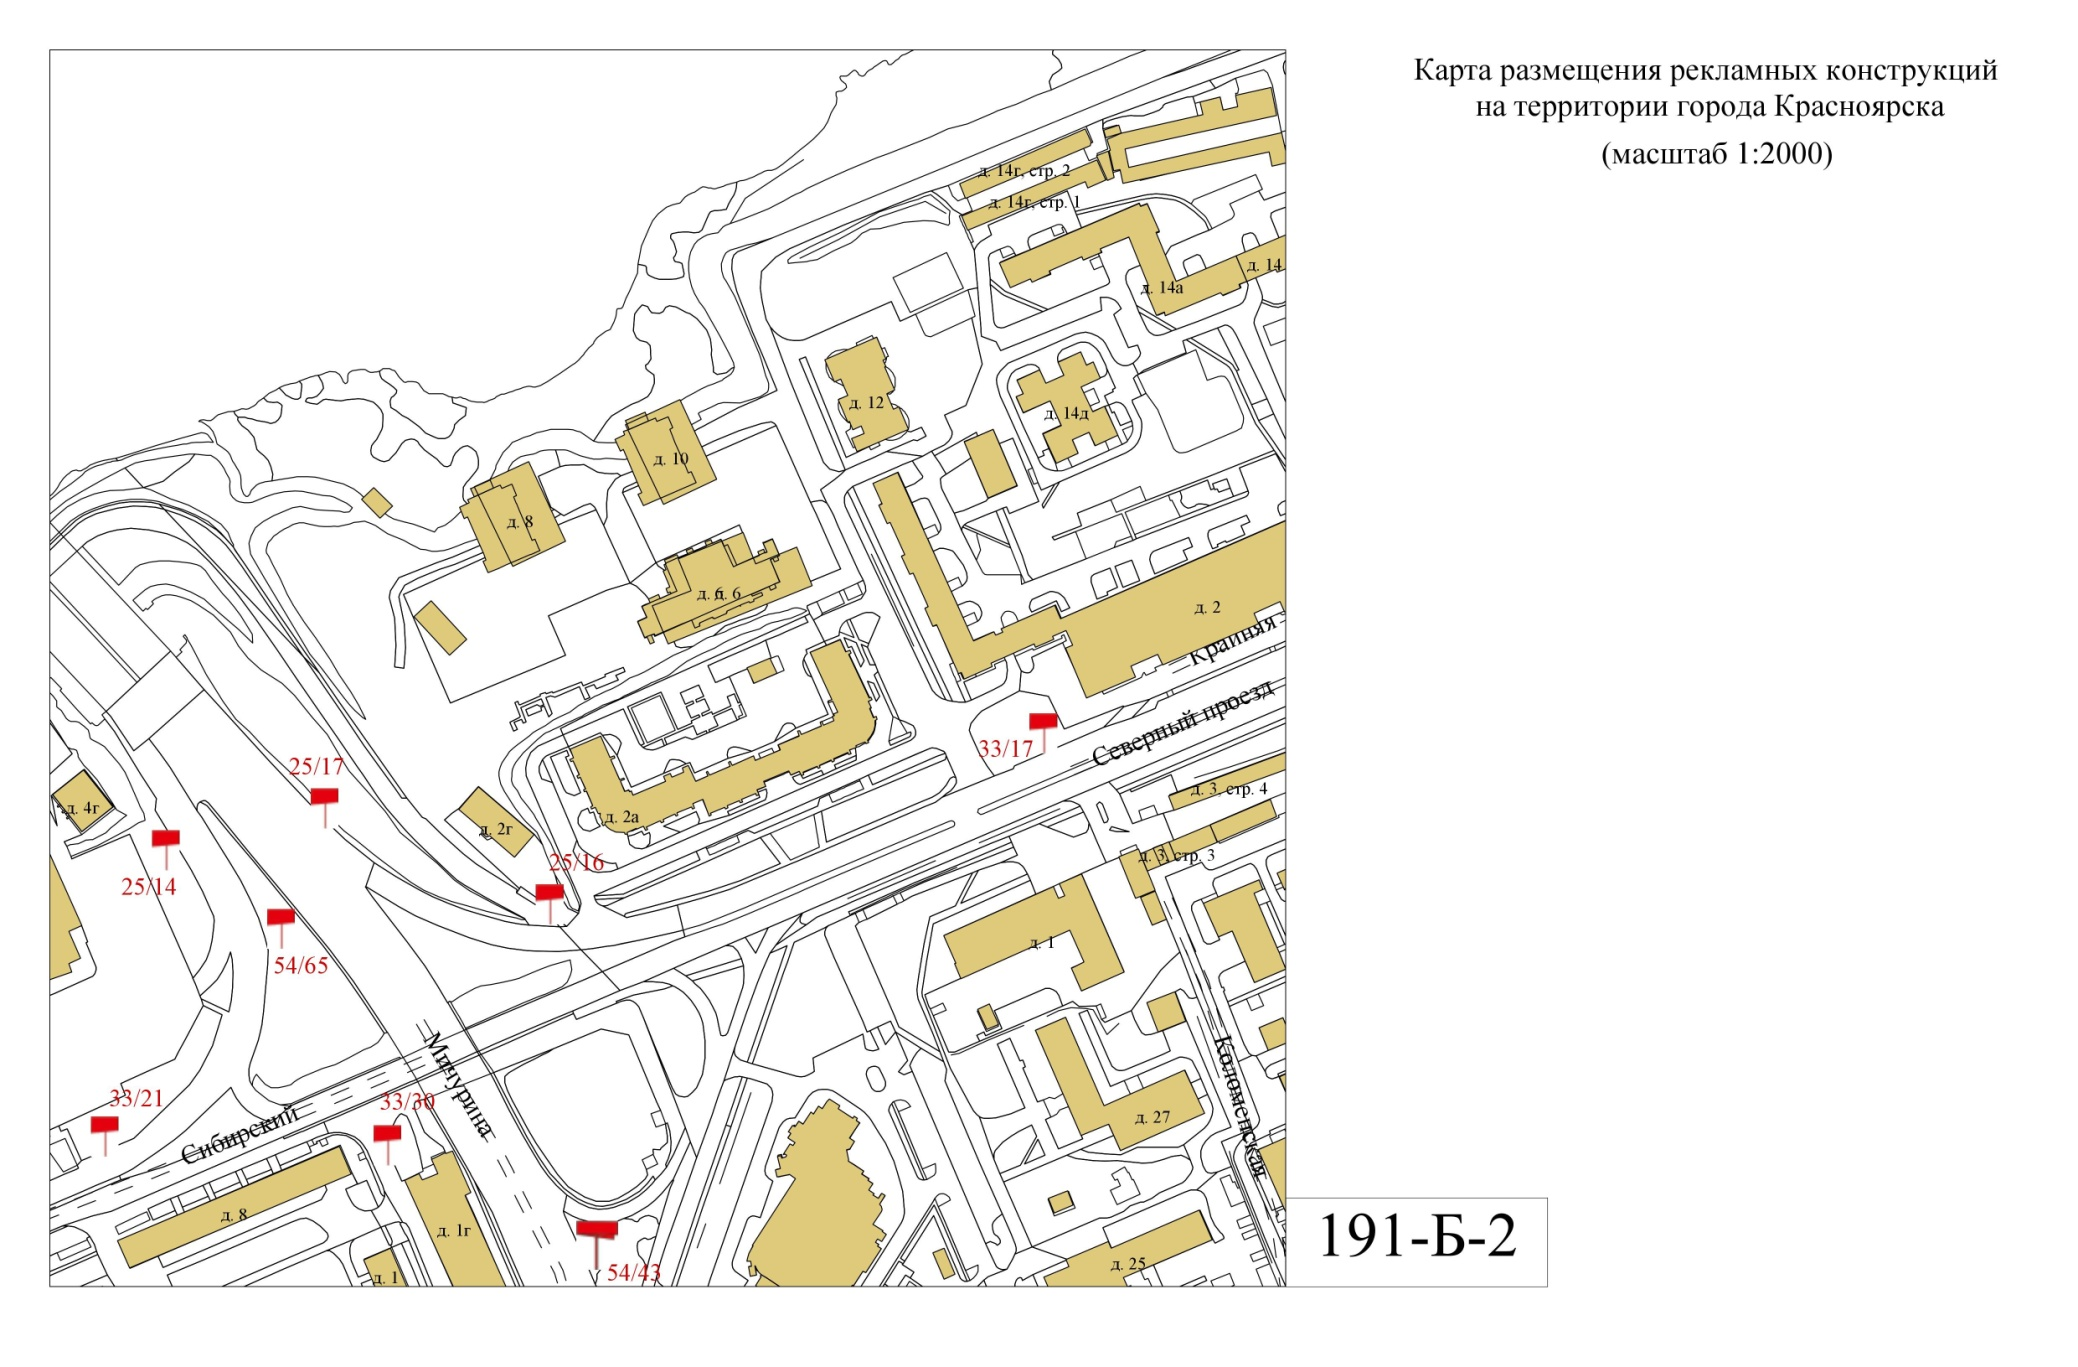 Карта размещения рекламных конструкций
на территории города Красноярска
(масштаб 1:2000)
д. 14г, стр. 2
д. 14г, стр. 1
д. 14
д. 14а
д. 12
д. 14д
д. 10
д. 8
д. 6
д. 6
д. 2
Крайняя
Северный проезд
33/17
25/17
д. 4г
д. 2г
д. 2а
д. 3, стр. 4
25/14
25/16
д. 3, стр. 3
54/65
д. 1
Мичурина
Коломенская
33/21
33/30
Сибирский
д. 27
д. 8
д. 1г
д. 1
54/43
д. 25
191-Б-2